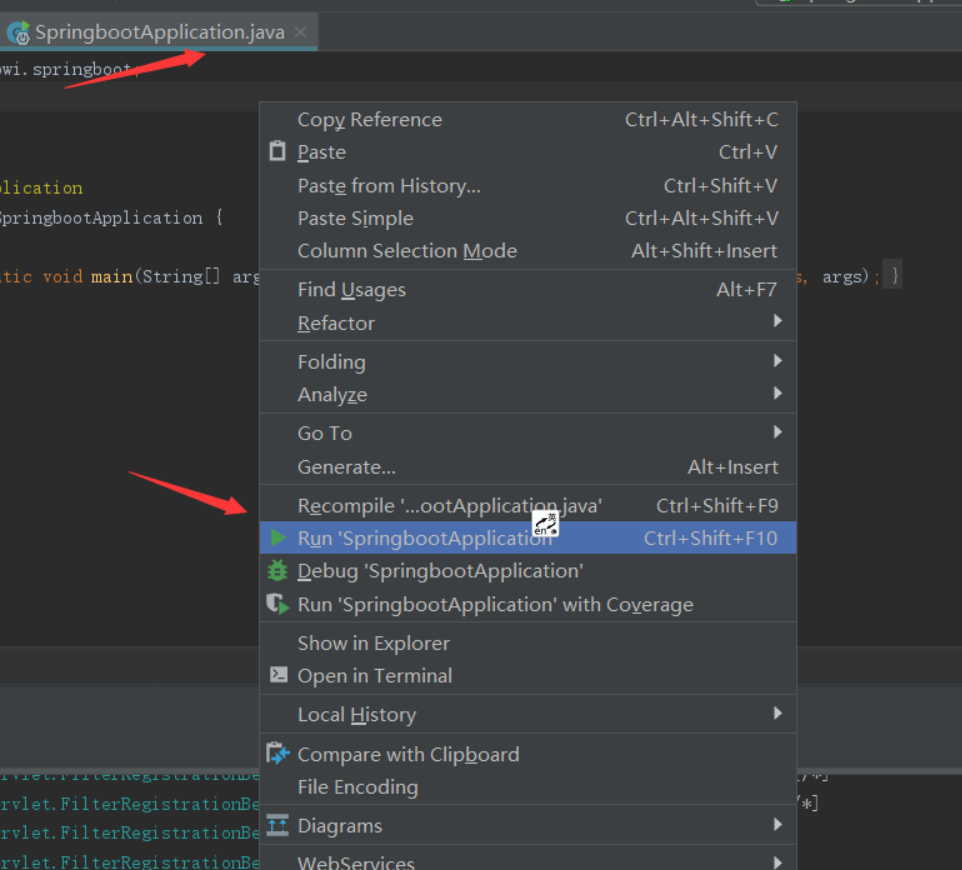 SpringbootApplication.java
owi.springboot;
plication
SpringbootApplication {
atic void main(String[] arg
s, args); }
Copy Reference Ctrl+Alt+Shift+C
Paste Ctrl+V
Paste from History... Ctrl+Shift+V
Paste Simple Ctrl+Alt+Shift+V
Column Selection Mode Alt+Shift+Insert
Find Usages Alt+F7
Refactor
Folding
Analyze
Go To
Generate... Alt+Insert
Recompile '...ootApplication.java' Ctrl+Shift+F9
Run 'SpringbootApplication' Ctrl+Shift+F10
en 英
Debug 'SpringbootApplication'
Run 'SpringbootApplication' with Coverage
Show in Explorer
Open in Terminal
Local History
Compare with Clipboard
File Encoding
Diagrams
WebServices
rvlet.FilterRegistrationBe /*]
rvlet.FilterRegistrationBe /*]
rvlet.FilterRegistrationBe
rvlet.FilterRegistrationBe